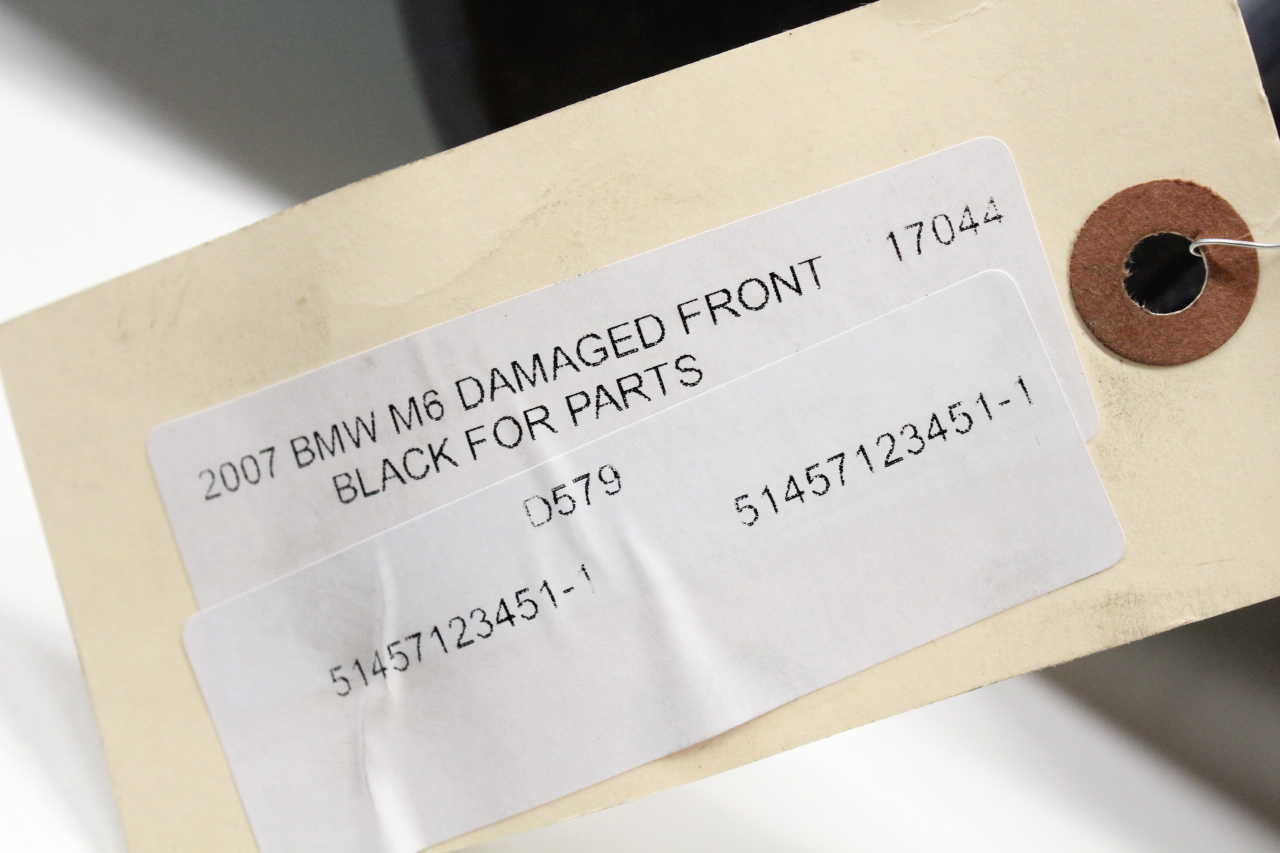 2007 BMW M6 DAMAGED FRONT 17044
BLACK FOR PARTS
D579 51457123451-1
51457123451-1